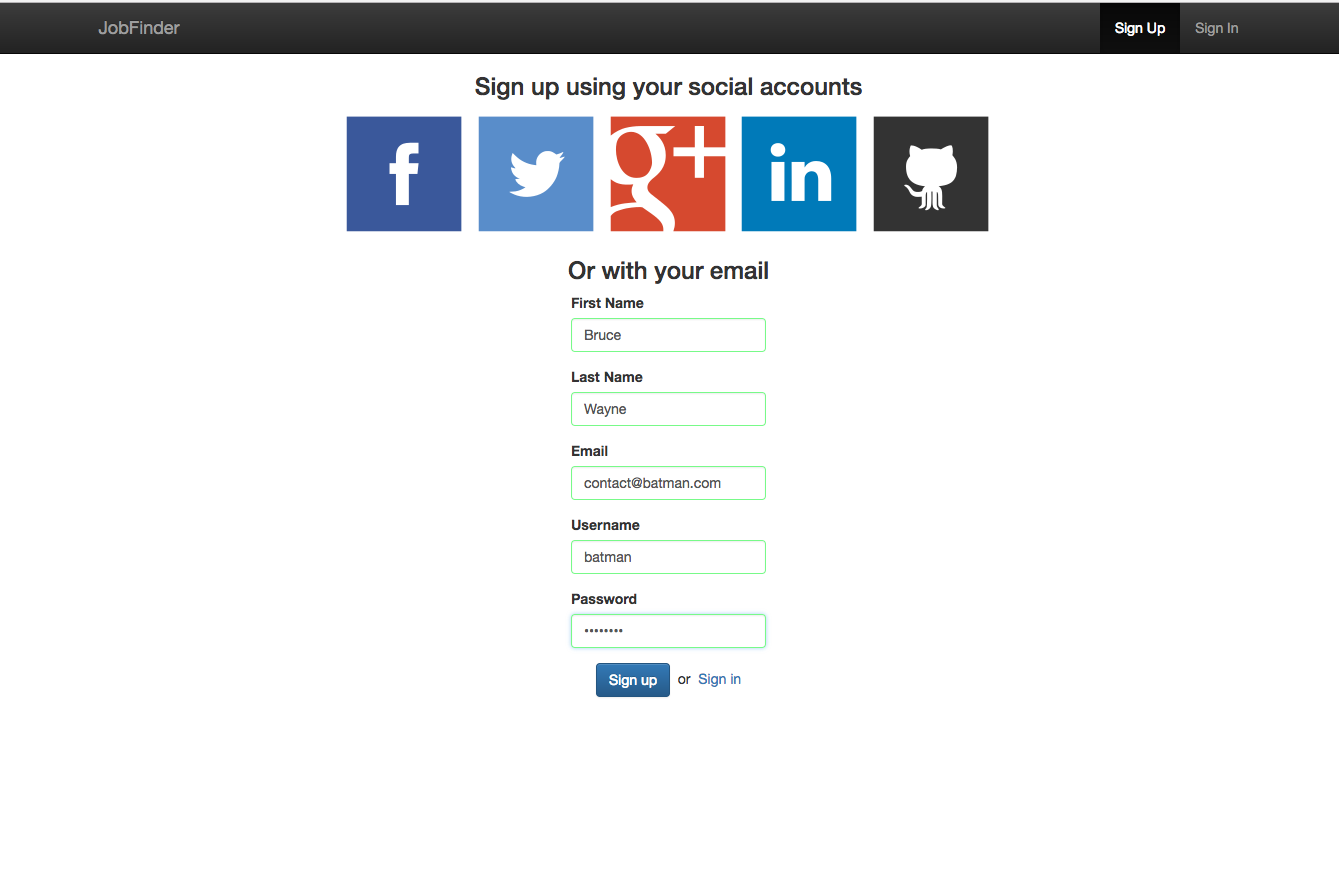 JobFinder
Sign Up
Sign In
Sign up using your social accounts
f
g+
in
Or with your email
First Name
Bruce
Last Name
Wayne
Email
contact@batman.com
Username
batman
Password
••••••••
Sign up or Sign in